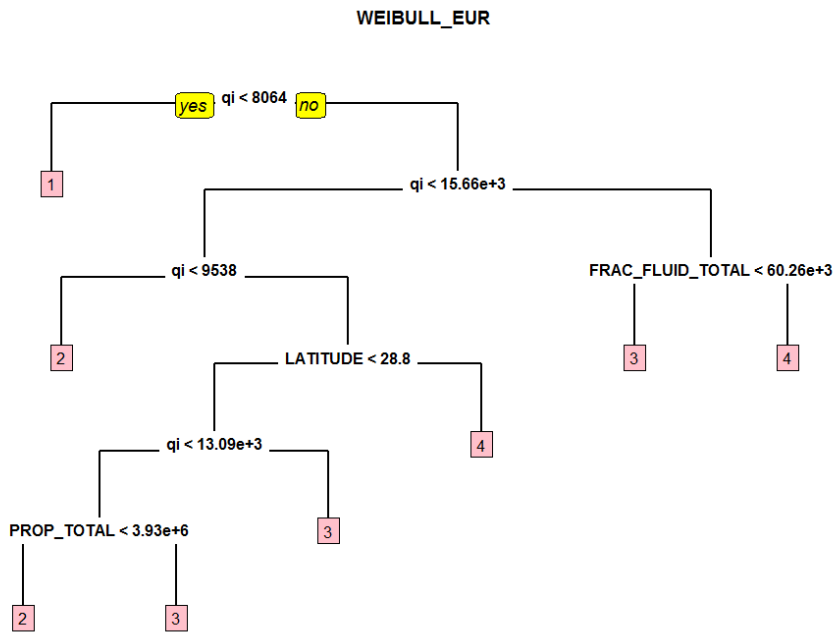 WEIBULL_EUR
yes qi < 8064 no
1
qi < 15.66e+3
qi < 9538
FRAC_FLUID_TOTAL < 60.26e+3
2
LATITUDE < 28.8
3
4
qi < 13.09e+3
4
PROP_TOTAL < 3.93e+6
3
2
3